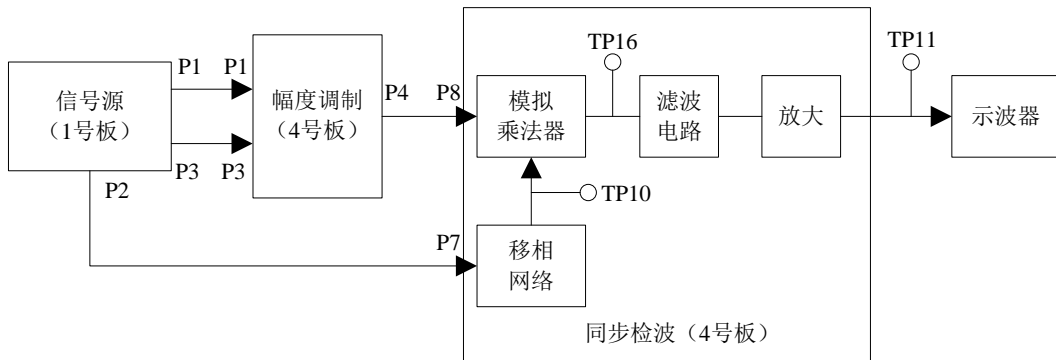 TP16
TP11
P1
P1
信号源
（1号板）
幅度调制
（4号板）
P4
P8
模拟
乘法器
滤波
电路
放大
示波器
P3
P3
P2
TP10
P7
移相
网络
同步检波（4号板）